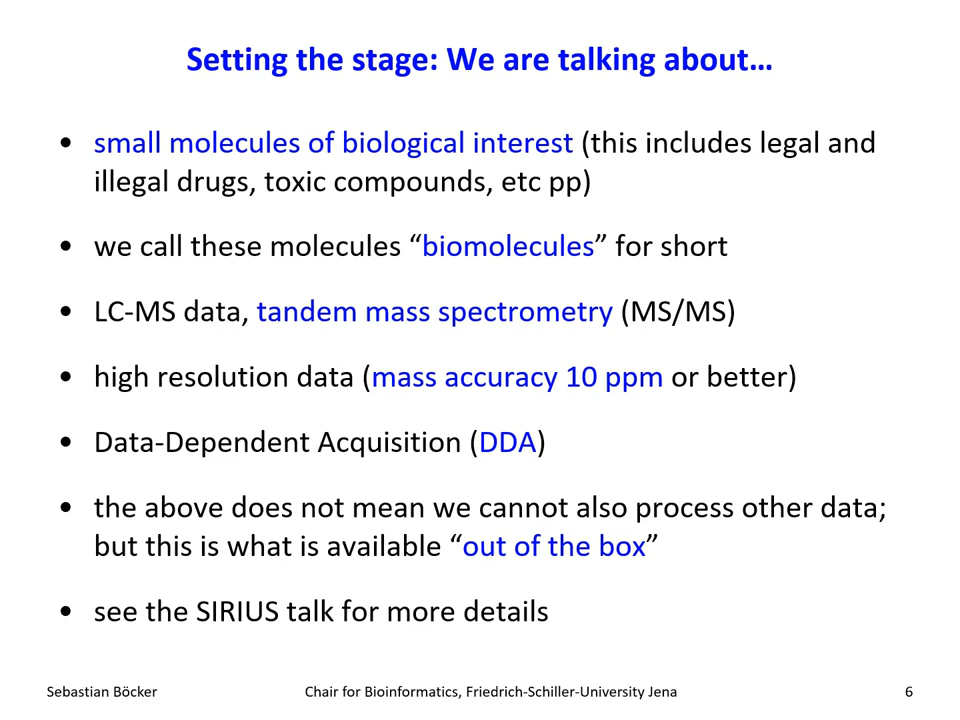 Setting the stage: We are talking about…
• small molecules of biological interest (this includes legal and
illegal drugs, toxic compounds, etc pp)
• we call these molecules “biomolecules” for short
• LC-MS data, tandem mass spectrometry (MS/MS)
• high resolution data (mass accuracy 10 ppm or better)
• Data-Dependent Acquisition (DDA)
• the above does not mean we cannot also process other data;
but this is what is available “out of the box”
• see the SIRIUS talk for more details
Sebastian Böcker
Chair for Bioinformatics, Friedrich-Schiller-University Jena
6